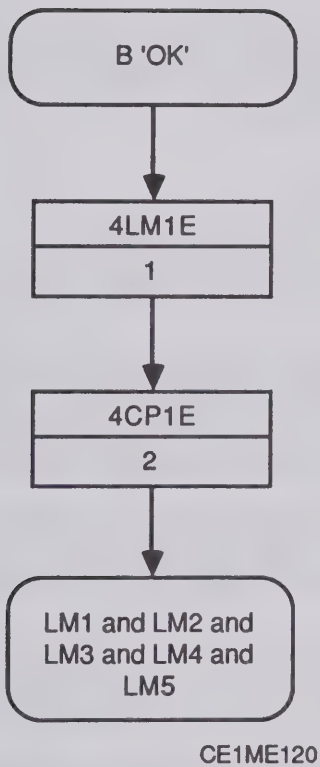 B 'OK'
4LM1E
1
4CP1E
2
LM1 and LM2 and
LM3 and LM4 and
LM5
CE1ME120